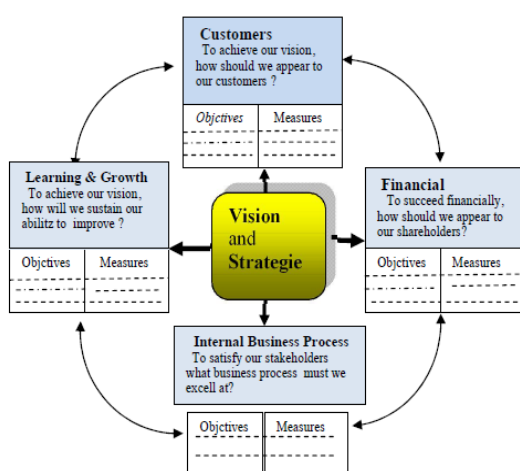 Customers
To achieve our vision,
how should we appear to
our customers ?
Objectives Measures
Learning & Growth
To achieve our vision,
how will we sustain our
abilitz to improve ?
Objctives Measures
Vision
and
Strategie
Financial
To succeed financially,
how should we appear to
our shareholders?
Objectives Measures
Internal Business Process
To satisfy our stakeholders
what business process must we
excell at?
Objectives Measures